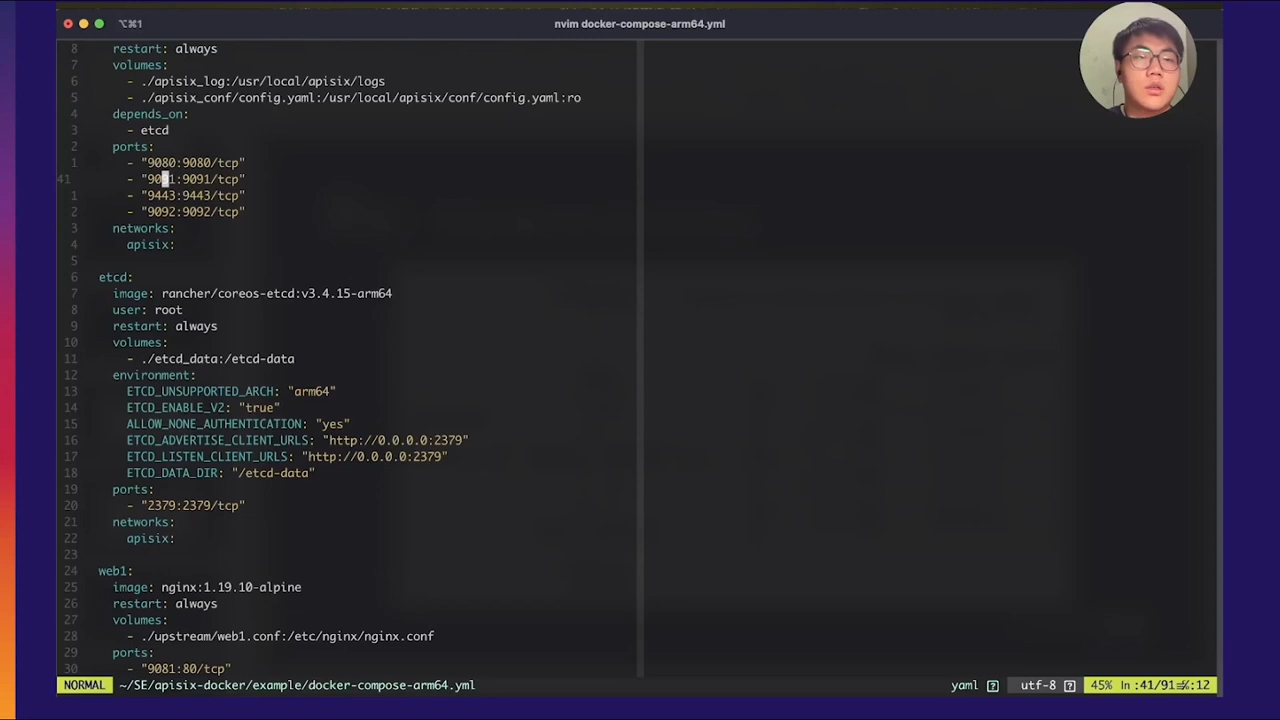 ⌥⌘1
nvim docker-compose-arm64.yml
8 restart: always
7 volumes:
6 - ./apisix_log:/usr/local/apisix/logs
5 - ./apisix_conf/config.yaml:/usr/local/apisix/conf/config.yaml:ro
4 depends_on:
3 - etcd
2 ports:
1 - "9080:9080/tcp"
41 - "9091:9091/tcp"
1 - "9443:9443/tcp"
2 - "9092:9092/tcp"
3 networks:
4 apisix:
5
6 etcd:
7 image: rancher/coreos-etcd:v3.4.15-arm64
8 user: root
9 restart: always
10 volumes:
11 - ./etcd_data:/etcd-data
12 environment:
13 ETCD_UNSUPPORTED_ARCH: "arm64"
14 ETCD_ENABLE_V2: "true"
15 ALLOW_NONE_AUTHENTICATION: "yes"
16 ETCD_ADVERTISE_CLIENT_URLS: "http://0.0.0.0:2379"
17 ETCD_LISTEN_CLIENT_URLS: "http://0.0.0.0:2379"
18 ETCD_DATA_DIR: "/etcd-data"
19 ports:
20 - "2379:2379/tcp"
21 networks:
22 apisix:
23
24 web1:
25 image: nginx:1.19.10-alpine
26 restart: always
27 volumes:
28 - ./upstream/web1.conf:/etc/nginx/nginx.conf
29 ports:
30 - "9081:80/tcp"
NORMAL ~/SE/apisix-docker/example/docker-compose-arm64.yml yaml [?] utf-8 [?] 45% ln :41/91